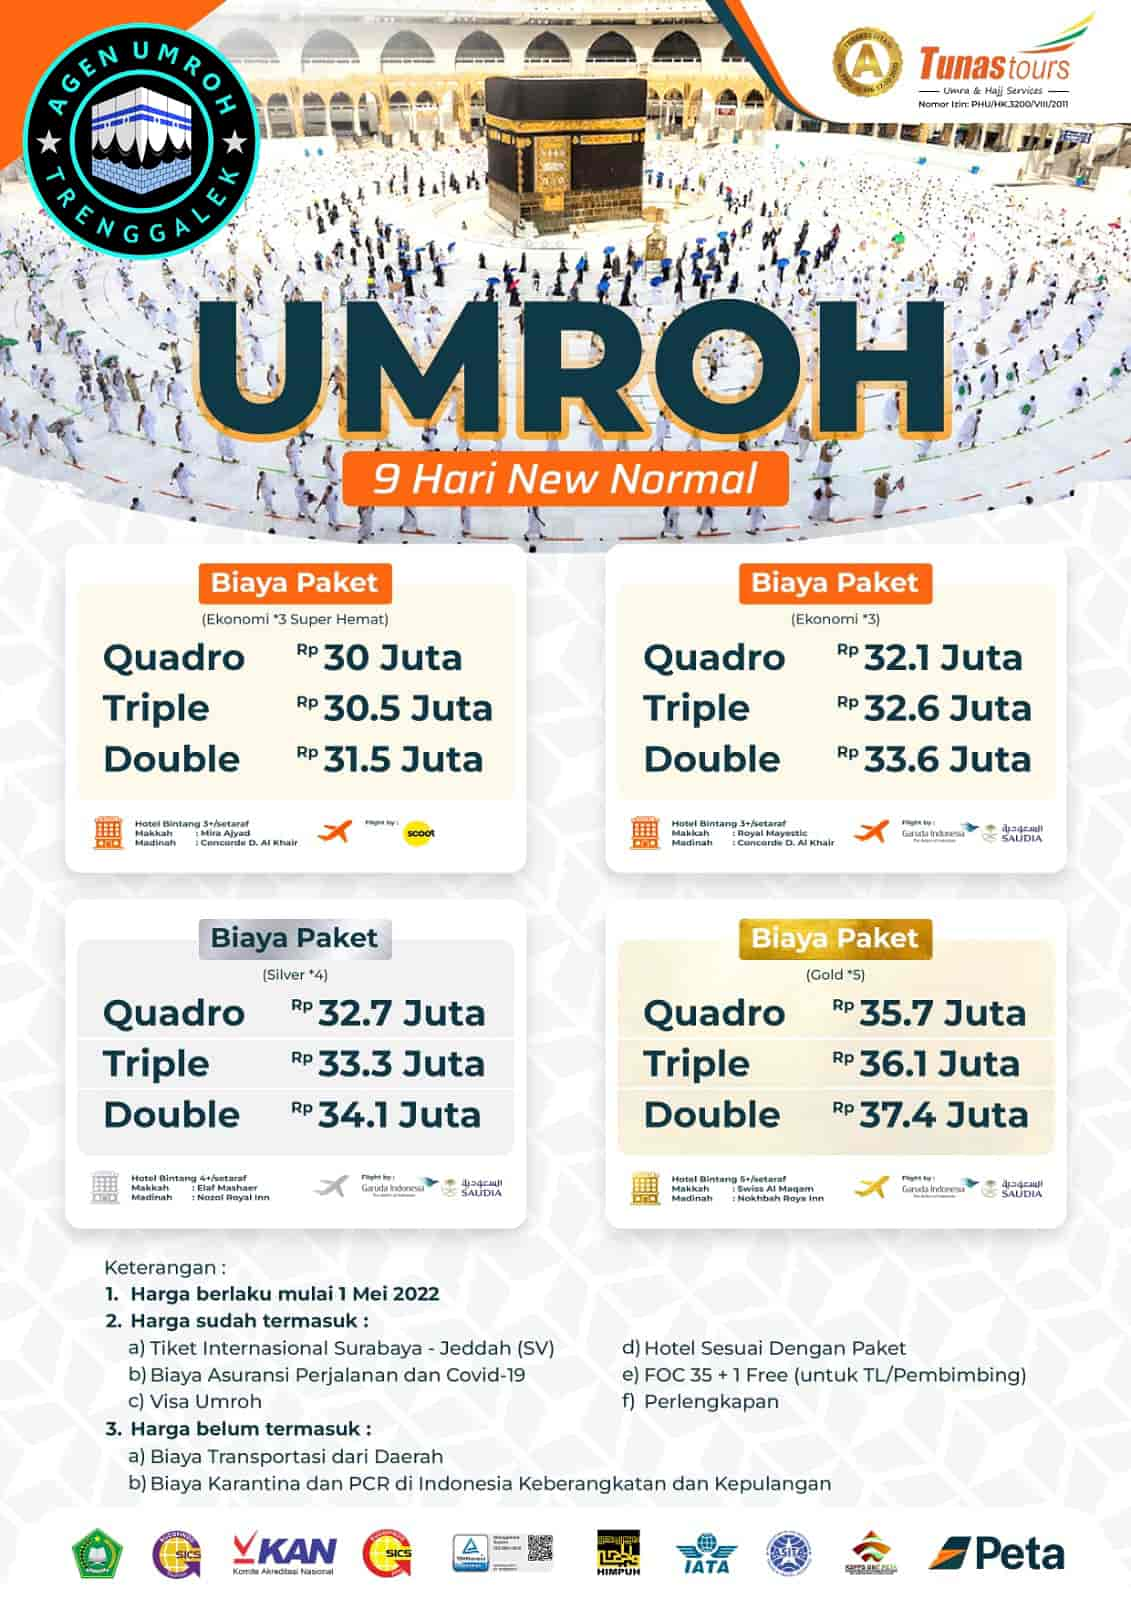 AGEN UMROH
TRENGGALEK
A
Tunas tours
Umra & Hajj Services
Nomor Izin: PHU/HK.3200/VIII/2011
UMROH
9 Hari New Normal
Biaya Paket
(Ekonomi *3 Super Hemat)
Quadro Rp 30 Juta
Triple Rp 30.5 Juta
Double Rp 31.5 Juta
Hotel Bintang 3+/setaraf
Makkah : Mira Ajyad
Madinah : Concorde D. Al Khair
Flight by :
scoot
Biaya Paket
(Ekonomi *3)
Quadro Rp 32.1 Juta
Triple Rp 32.6 Juta
Double Rp 33.6 Juta
Hotel Bintang 3+/setaraf
Makkah : Royal Mayestic
Madinah : Concorde D. Al Khair
Flight by :
Garuda Indonesia
السعودية
SAUDIA
Biaya Paket
(Silver *4)
Quadro Rp 32.7 Juta
Triple Rp 33.3 Juta
Double Rp 34.1 Juta
Hotel Bintang 4+/setaraf
Makkah : Elaf Mashaer
Madinah : Nozol Royal Inn
Flight by :
Garuda Indonesia
السعودية
SAUDIA
Biaya Paket
(Gold *5)
Quadro Rp 35.7 Juta
Triple Rp 36.1 Juta
Double Rp 37.4 Juta
Hotel Bintang 5+/setaraf
Makkah : Swiss Al Maqam
Madinah : Nokhbah Roya Inn
Flight by :
Garuda Indonesia
السعودية
SAUDIA
Keterangan :
1. Harga berlaku mulai 1 Mei 2022
2. Harga sudah termasuk :
a) Tiket Internasional Surabaya - Jeddah (SV)
b) Biaya Asuransi Perjalanan dan Covid-19
c) Visa Umroh
d) Hotel Sesuai Dengan Paket
e) FOC 35 + 1 Free (untuk TL/Pembimbing)
f) Perlengkapan
3. Harga belum termasuk :
a) Biaya Transportasi dari Daerah
b) Biaya Karantina dan PCR di Indonesia Keberangkatan dan Kepulangan
SICS
KAN
Komite Akreditasi Nasional
SICS
HIMPUH
IATA
ASITA
Peta